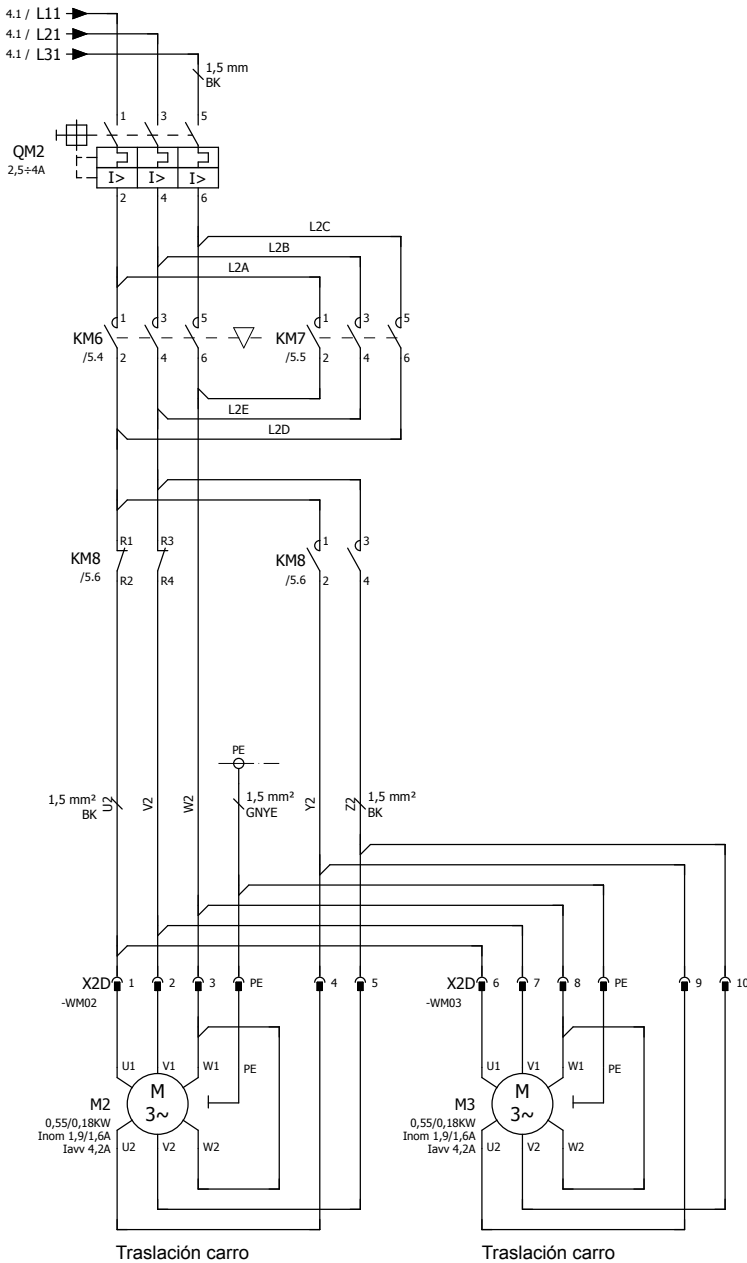 4.1 / L11
4.1 / L21
4.1 / L31
1,5 mm
BK
1 3 5
QM2
2,5÷4A
I> I> I>
2 4 6
L2C
L2B
L2A
1 3 5 1 3 5
KM6 KM7
/5.4 /5.5
2 4 6 2 4 6
L2E
L2D
R1 R3 1 3
KM8 KM8
/5.6 /5.6
R2 R4 2 4
PE
1,5 mm² U2 V2 W2 1,5 mm² Y2 Z2 1,5 mm²
BK GNYE BK
X2D 1 2 3 PE 4 5 X2D 6 7 8 PE 9 10
-WM02 -WM03
U1 V1 W1 PE U1 V1 W1 PE
M2 M M3 M
3~ 3~
0,55/0,18KW 0,55/0,18KW
Inom 1,9/1,6A Inom 1,9/1,6A
Iavv 4,2A Iavv 4,2A
U2 V2 W2 U2 V2 W2
Traslación carro Traslación carro